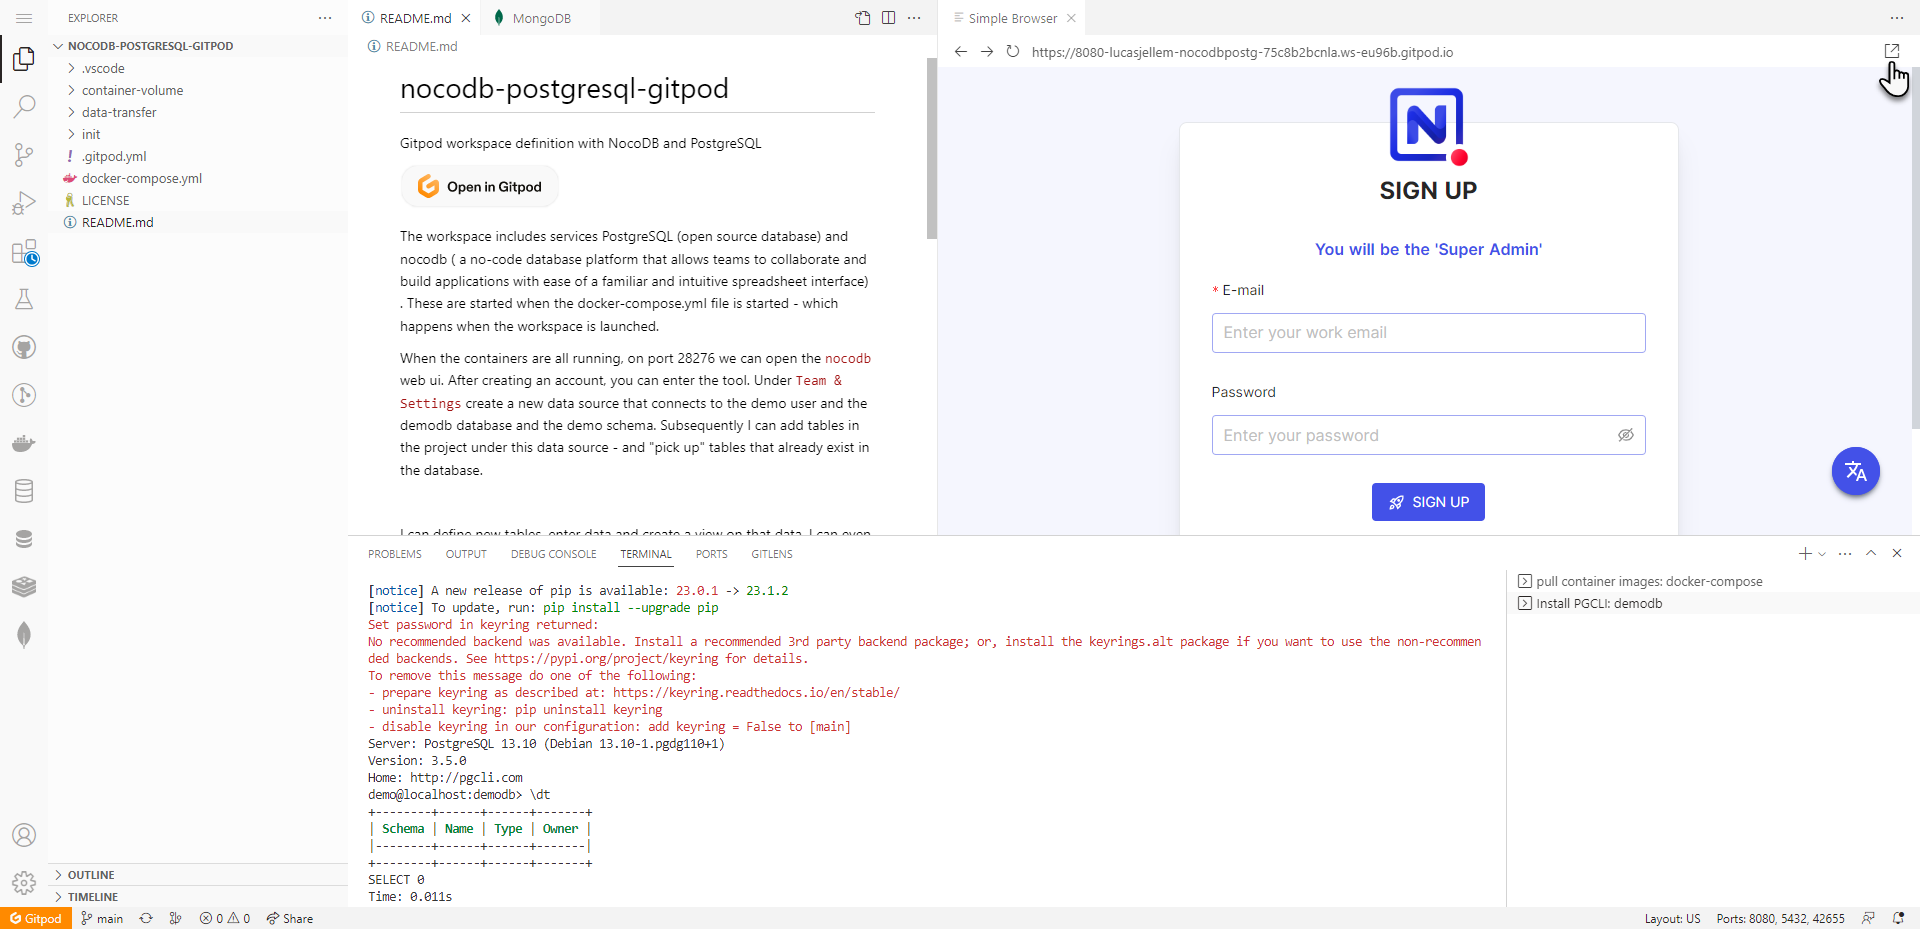 EXPLORER
NOCODB-POSTGRESQL-GITPOD
.vscode
container-volume
data-transfer
init
! .gitpod.yml
docker-compose.yml
LICENSE
README.md
OUTLINE
TIMELINE
README.md
MongoDB
README.md
nocodb-postgresql-gitpod
Gitpod workspace definition with NocoDB and PostgreSQL
Open in Gitpod
The workspace includes services PostgreSQL (open source database) and
nocodb ( a no-code database platform that allows teams to collaborate and
build applications with ease of a familiar and intuitive spreadsheet interface)
. These are started when the docker-compose.yml file is started - which
happens when the workspace is launched.
When the containers are all running, on port 28276 we can open the nocodb
web ui. After creating an account, you can enter the tool. Under Team &
Settings create a new data source that connects to the demo user and the
demodb database and the demo schema. Subsequently I can add tables in
the project under this data source - and "pick up" tables that already exist in
the database.
I can define new tables, enter data and create a view on that data. I can even
Simple Browser
https://8080-lucasjellem-nocodbpostg-75c8b2bcnla.ws-eu96b.gitpod.io
N
SIGN UP
You will be the 'Super Admin'
* E-mail
Enter your work email
Password
Enter your password
SIGN UP
PROBLEMS
OUTPUT
DEBUG CONSOLE
TERMINAL
PORTS
GITLENS
[notice] A new release of pip is available: 23.0.1 -> 23.1.2
[notice] To update, run: pip install --upgrade pip
Set password in keyring returned:
No recommended backend was available. Install a recommended 3rd party backend package; or, install the keyrings.alt package if you want to use the non-recommen
ded backends. See https://pypi.org/project/keyring for details.
To remove this message do one of the following:
- prepare keyring as described at: https://keyring.readthedocs.io/en/stable/
- uninstall keyring: pip uninstall keyring
- disable keyring in our configuration: add keyring = False to [main]
Server: PostgreSQL 13.10 (Debian 13.10-1.pgdg110+1)
Version: 3.5.0
Home: http://pgcli.com
demo@localhost:demodb> \dt
+--------+------+------+-------+
| Schema | Name | Type | Owner |
|--------+------+------+-------|
+--------+------+------+-------+
SELECT 0
Time: 0.011s
pull container images: docker-compose
Install PGCLI: demodb
Gitpod
main
0 0
Share
Layout: US
Ports: 8080, 5432, 42655